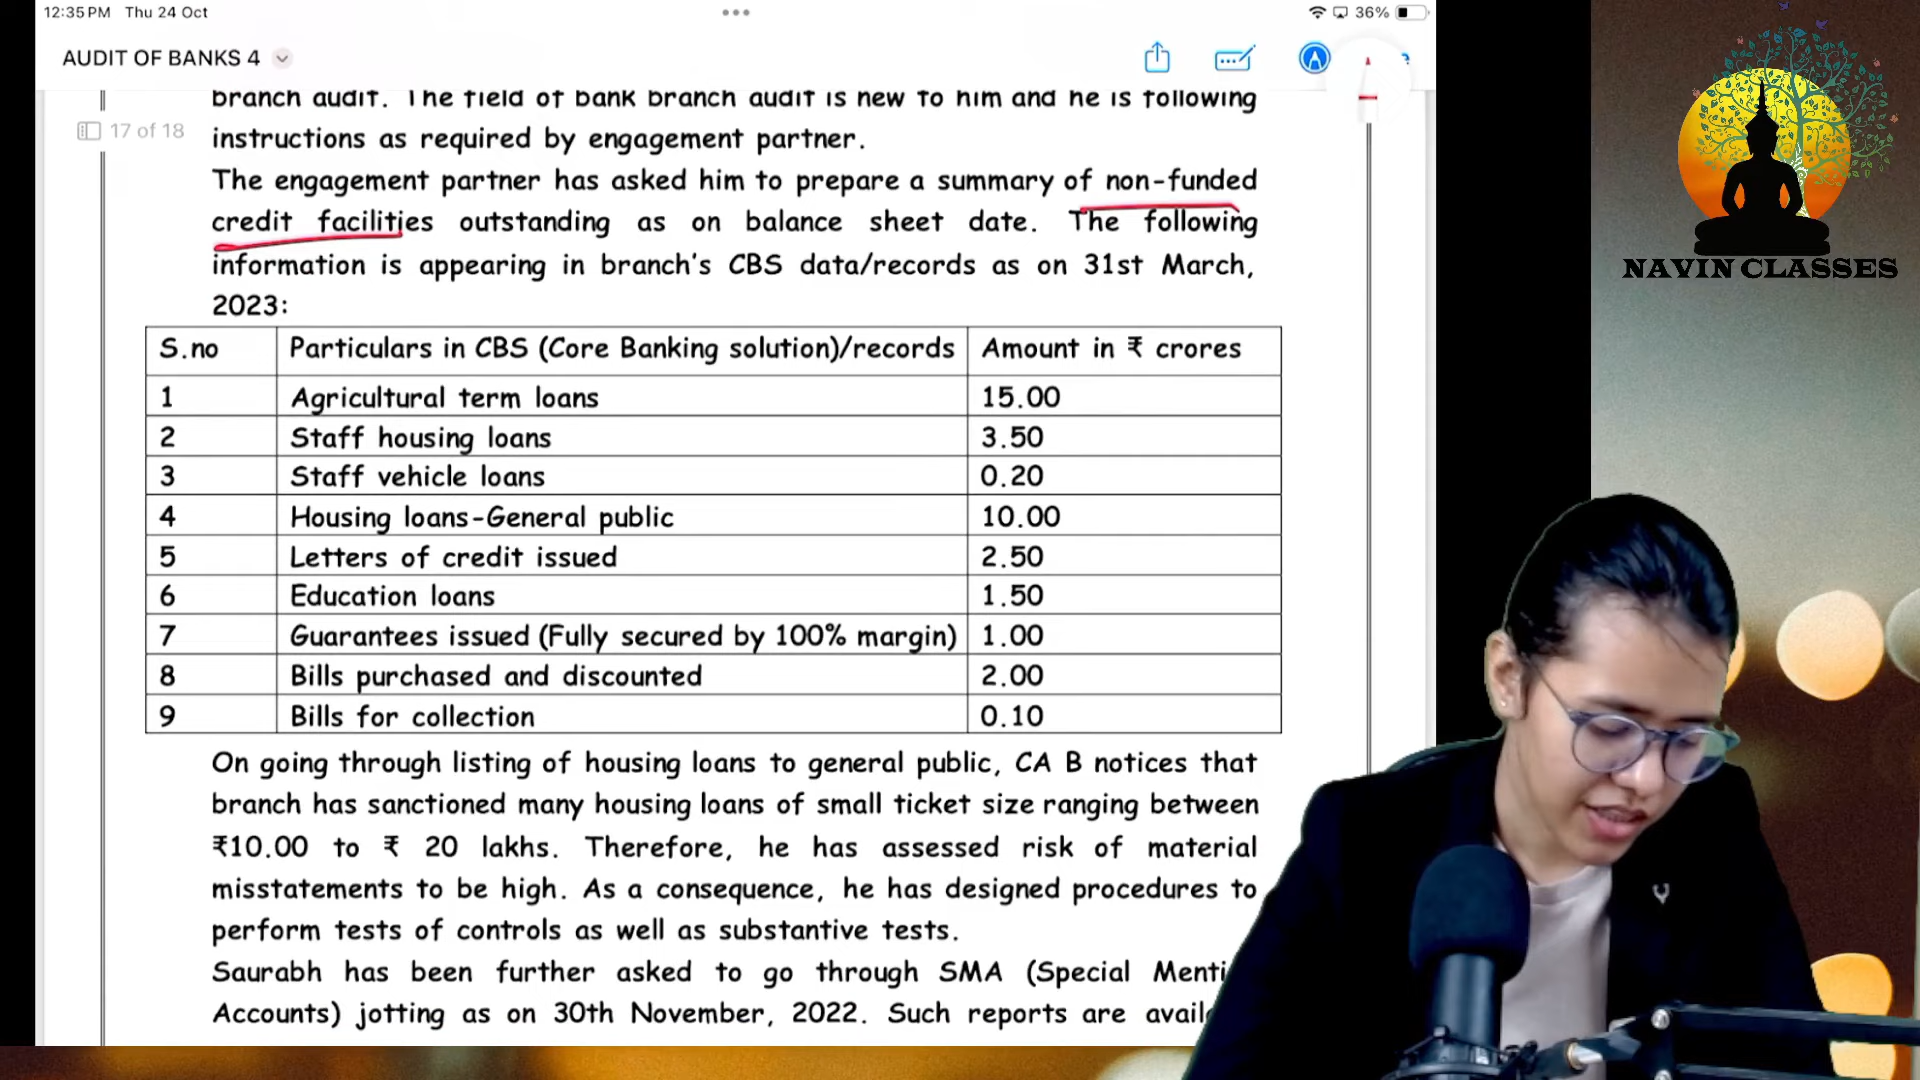 12:35 PM Thu 24 Oct
36%
AUDIT OF BANKS 4
17 of 18
branch audit. The field of bank branch audit is new to him and he is following
instructions as required by engagement partner.
The engagement partner has asked him to prepare a summary of non-funded
credit facilities outstanding as on balance sheet date. The following
information is appearing in branch's CBS data/records as on 31st March,
2023:
S.no Particulars in CBS (Core Banking solution)/records Amount in ₹ crores
1 Agricultural term loans 15.00
2 Staff housing loans 3.50
3 Staff vehicle loans 0.20
4 Housing loans-General public 10.00
5 Letters of credit issued 2.50
6 Education loans 1.50
7 Guarantees issued (Fully secured by 100% margin) 1.00
8 Bills purchased and discounted 2.00
9 Bills for collection 0.10
On going through listing of housing loans to general public, CA B notices that
branch has sanctioned many housing loans of small ticket size ranging between
₹10.00 to ₹ 20 lakhs. Therefore, he has assessed risk of material
misstatements to be high. As a consequence, he has designed procedures to
perform tests of controls as well as substantive tests.
Saurabh has been further asked to go through SMA (Special
Accounts) jotting as on 30th November, 2022. Such reports are
NAVIN CLASSES